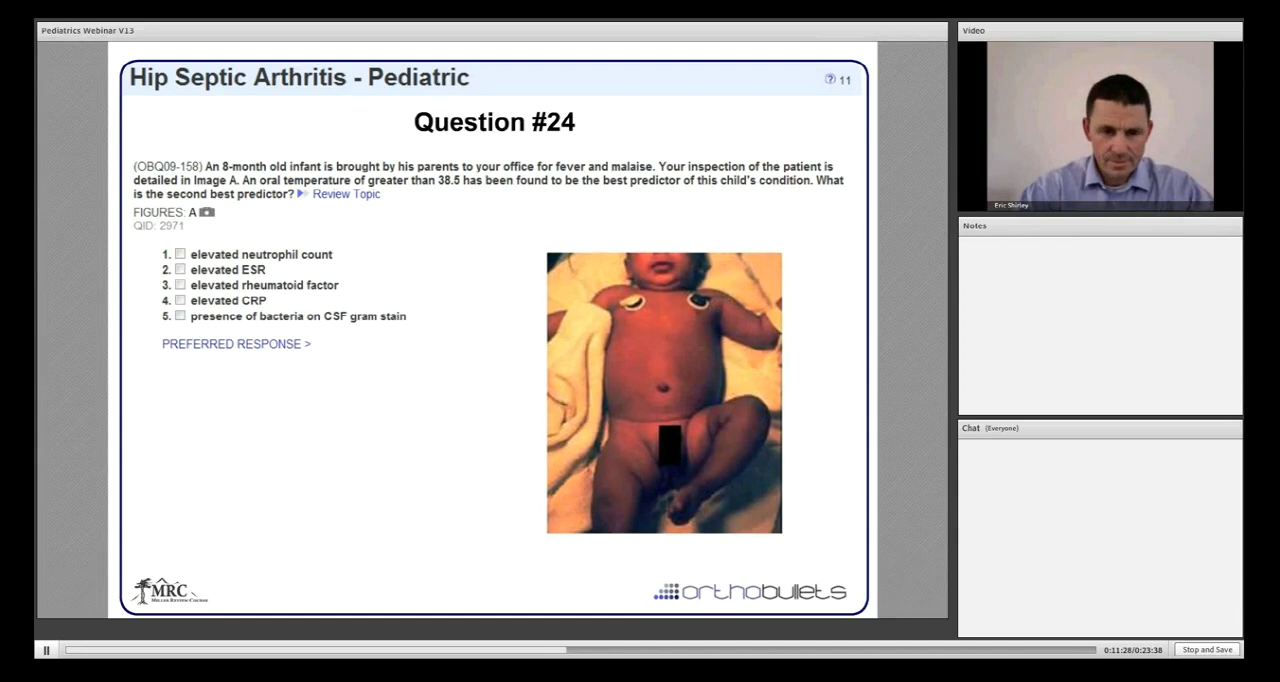 Pediatrics Webinar V13
Hip Septic Arthritis - Pediatric
? 11
Question #24
(OBQ09-158) An 8-month old infant is brought by his parents to your office for fever and malaise. Your inspection of the patient is
detailed in Image A. An oral temperature of greater than 38.5 has been found to be the best predictor of this child's condition. What
is the second best predictor? Review Topic
FIGURES: A
QID: 2971
1. elevated neutrophil count
2. elevated ESR
3. elevated rheumatoid factor
4. elevated CRP
5. presence of bacteria on CSF gram stain
PREFERRED RESPONSE >
MRC
MILLER REVIEW COURSE
orthobullets
Video
Eric Shirley
Notes
Chat (Everyone)
0:11:28/0:23:38
Stop and Save